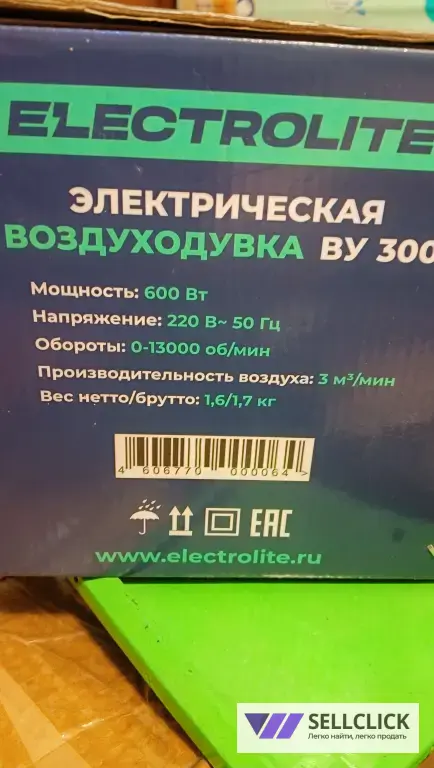 ELECTROLITE
ЭЛЕКТРИЧЕСКАЯ
ВОЗДУХОДУВКА ВУ 300
Мощность: 600 Вт
Напряжение: 220 В~ 50 Гц
Обороты: 0-13000 об/мин
Производительность воздуха: 3 м³/мин
Вес нетто/брутто: 1,6/1,7 кг
4 606770 000064 >
EAC
www.electrolite.ru
SELLCLICK
Легко найти, легко продать